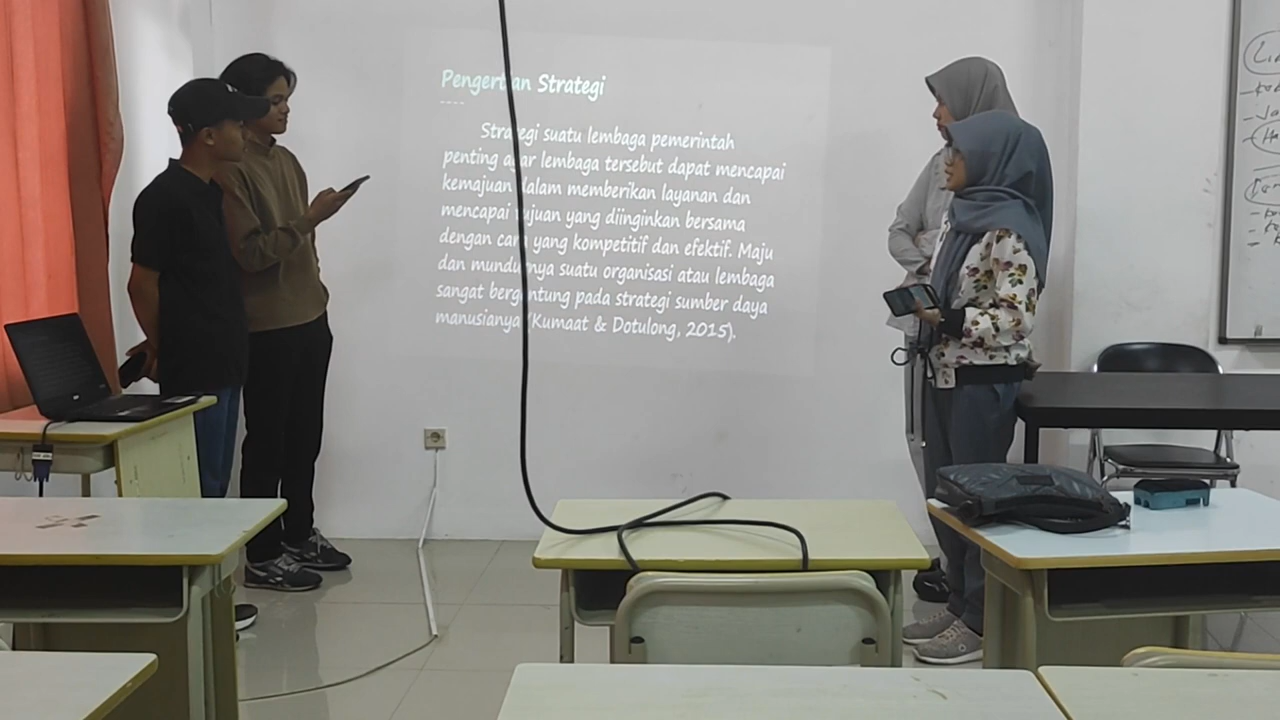 Pengertian Strategi
Strategi suatu lembaga pemerintah
penting agar lembaga tersebut dapat mencapai
kemajuan dalam memberikan layanan dan
mencapai tujuan yang diinginkan bersama
dengan cara yang kompetitif dan efektif. Maju
dan mundurnya suatu organisasi atau lembaga
sangat bergantung pada strategi sumber daya
manusianya (Kumaat & Dotulong, 2015).